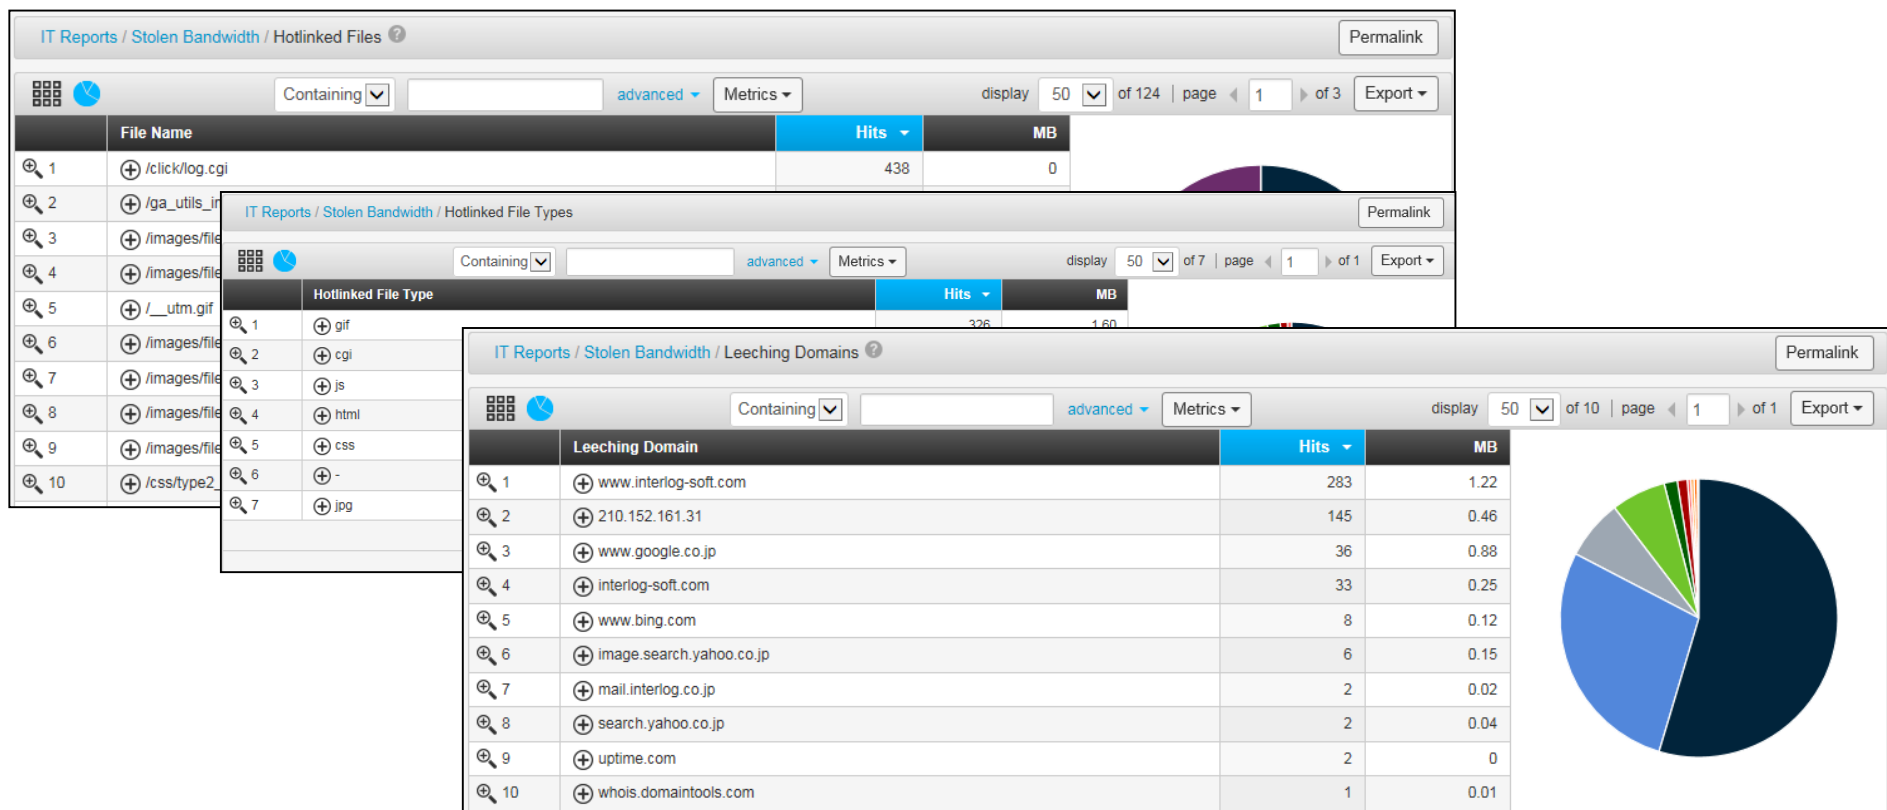 IT Reports / Stolen Bandwidth / Hotlinked Files ? Permalink
Containing advanced Metrics display 50 of 124 | page 1 of 3 Export
File Name Hits MB
1 /click/log.cgi 438 0
2 /ga_utils_in
3 /images/file
4 /images/file
5 /__utm.gif
6 /images/file
7 /images/file
8 /images/file
9 /images/file
10 /css/type2_
IT Reports / Stolen Bandwidth / Hotlinked File Types Permalink
Containing advanced Metrics display 50 of 7 | page 1 of 1 Export
Hotlinked File Type Hits MB
1 gif 326 1.60
2 cgi
3 js
4 html
5 css
6 -
7 jpg
IT Reports / Stolen Bandwidth / Leeching Domains ? Permalink
Containing advanced Metrics display 50 of 10 | page 1 of 1 Export
Leeching Domain Hits MB
1 www.interlog-soft.com 283 1.22
2 210.152.161.31 145 0.46
3 www.google.co.jp 36 0.88
4 interlog-soft.com 33 0.25
5 www.bing.com 8 0.12
6 image.search.yahoo.co.jp 6 0.15
7 mail.interlog.co.jp 2 0.02
8 search.yahoo.co.jp 2 0.04
9 uptime.com 2 0
10 whois.domaintools.com 1 0.01